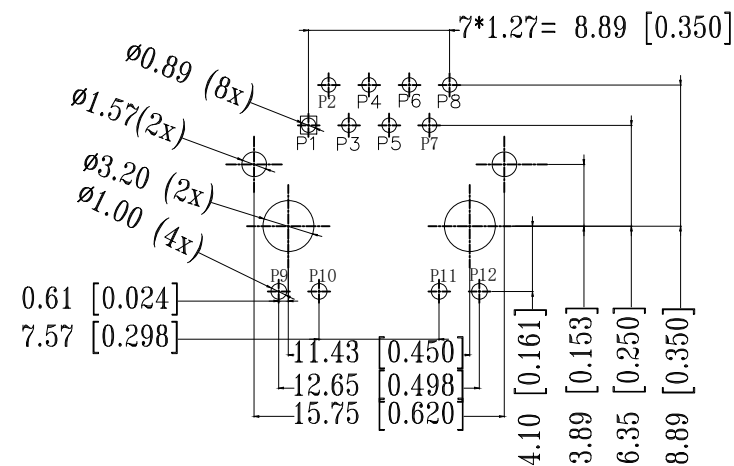 7*1.27= 8.89 [0.350]
ø0.89 (8x)
P2 P4 P6 P8
ø1.57(2x)
P1 P3 P5 P7
ø3.20 (2x)
ø1.00 (4x)
P9 P10 P11 P12
0.61 [0.024]
7.57 [0.298]
11.43 [0.450]
12.65 [0.498]
15.75 [0.620]
4.10 [0.161]
3.89 [0.153]
6.35 [0.250]
8.89 [0.350]